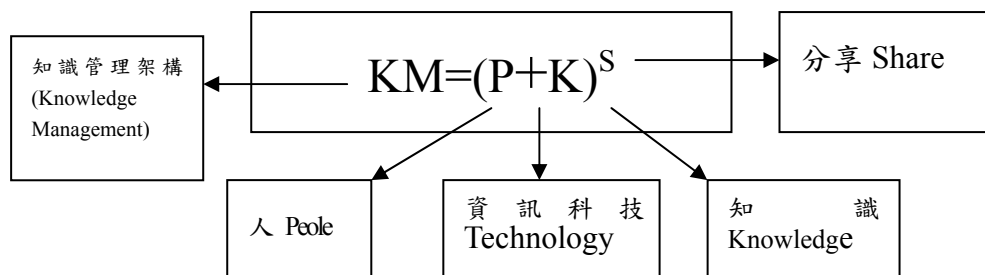 知識管理架構
(Knowledge
Management)
KM=(P+K)^S
分享 Share
人 Peole
資訊科技
Technology
知識
Knowledge